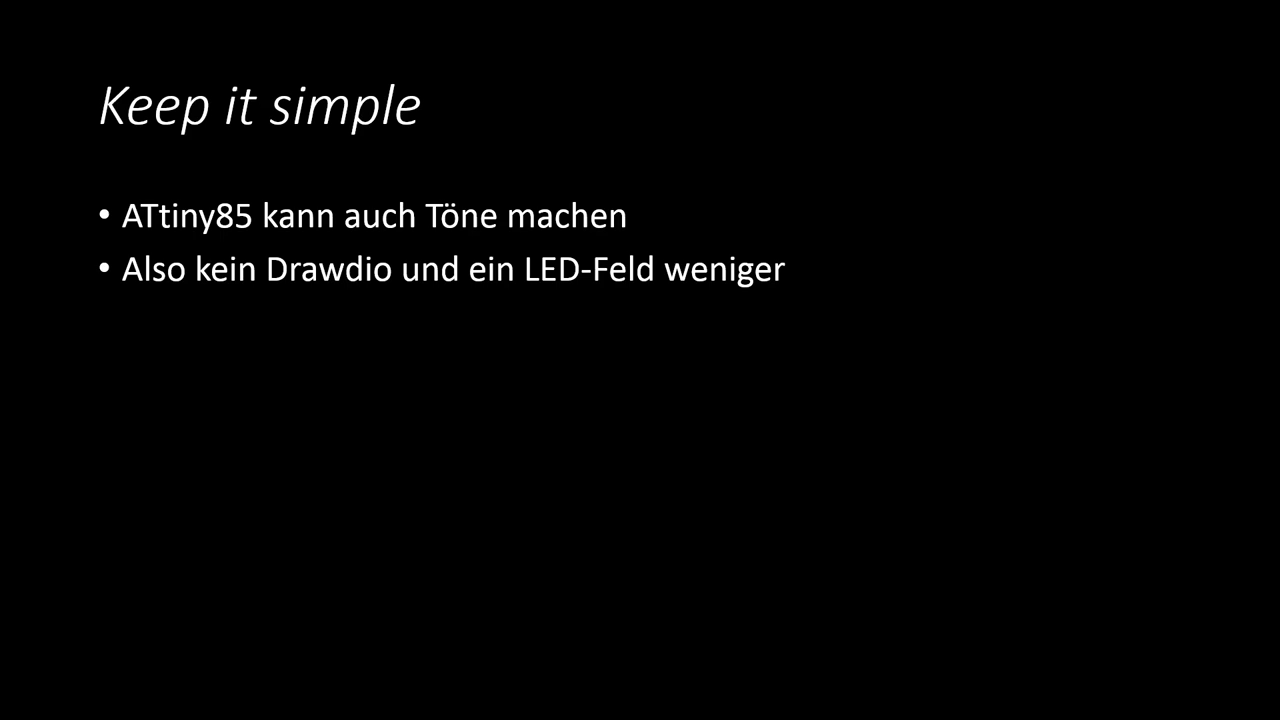 Keep it simple
• ATtiny85 kann auch Töne machen
• Also kein Drawdio und ein LED-Feld weniger